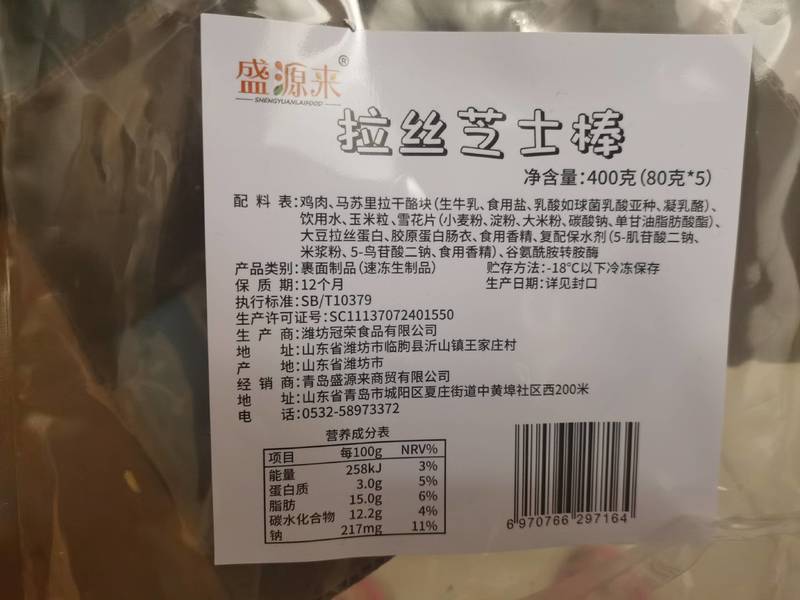 盛源来®
SHENGYUANLAIFOOD
拉丝芝士棒
净含量:400克(80克*5)
配 料 表:鸡肉、马苏里拉干酪块(生牛乳、食用盐、乳酸如球菌乳酸亚种、凝乳酪)、
饮用水、玉米粒、雪花片(小麦粉、淀粉、大米粉、碳酸钠、单甘油脂肪酸酯)、
大豆拉丝蛋白、胶原蛋白肠衣、食用香精、复配保水剂(5-肌苷酸二钠、
米浆粉、5-鸟苷酸二钠、食用香精)、谷氨酰胺转胺酶
产品类别:裹面制品(速冻生制品) 贮存方法:-18℃以下冷冻保存
保 质 期:12个月 生产日期:详见封口
执行标准:SB/T10379
生产许可证号:SC11137072401550
生 产 商:潍坊冠荣食品有限公司
地 址:山东省潍坊市临朐县沂山镇王家庄村
产 地:山东省潍坊市
经 销 商:青岛盛源来商贸有限公司
地 址:山东省青岛市城阳区夏庄街道中黄埠社区西200米
电 话:0532-58973372
营养成分表
项目 每100g NRV%
能量 258kJ 3%
蛋白质 3.0g 5%
脂肪 15.0g 6%
碳水化合物 12.2g 4%
钠 217mg 11%
6 970766 297164